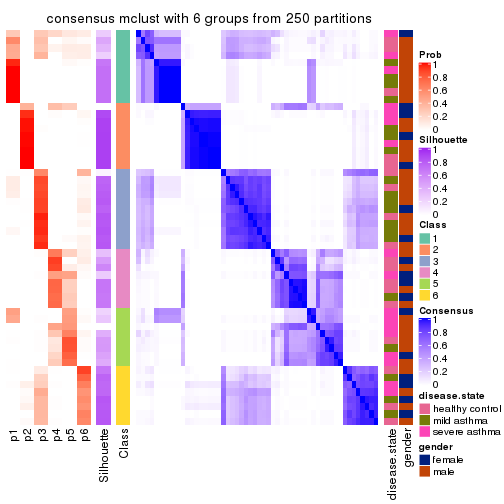 consensus mclust with 6 groups from 250 partitions
Prob
1
0.8
0.6
0.4
0.2
0
Silhouette
1
0.8
0.6
0.4
0.2
0
Class
1
2
3
4
5
6
Consensus
1
0.8
0.6
0.4
0.2
0
disease.state
healthy control
mild asthma
severe asthma
gender
female
male
p1
p2
p3
p4
p5
p6
Silhouette
Class
disease.state
gender